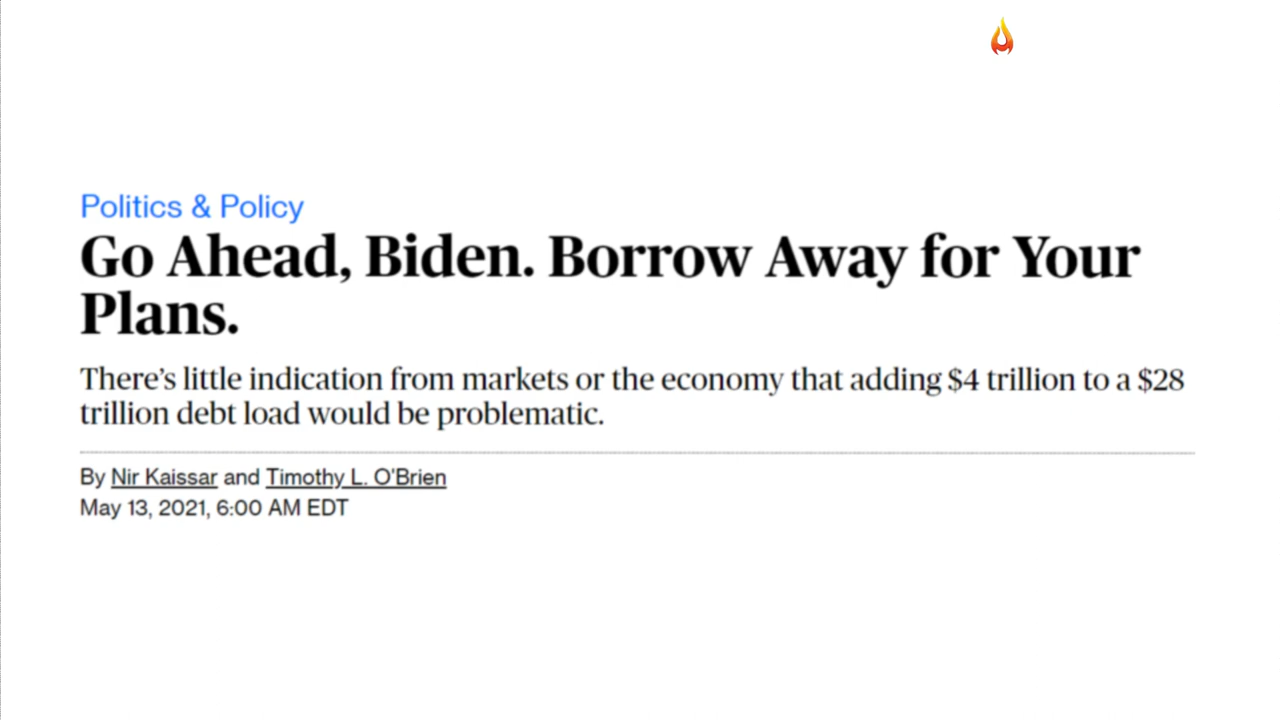 Politics & Policy
Go Ahead, Biden. Borrow Away for Your
Plans.
There’s little indication from markets or the economy that adding $4 trillion to a $28
trillion debt load would be problematic.
By Nir Kaissar and Timothy L. O'Brien
May 13, 2021, 6:00 AM EDT